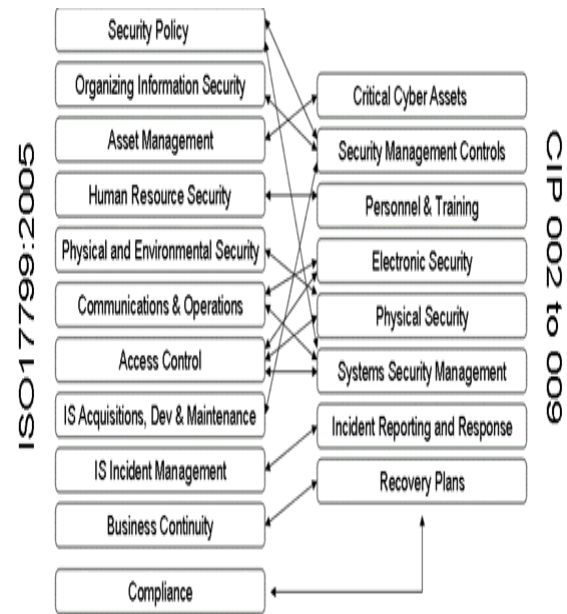 ISO17799:2005
Security Policy
Organizing Information Security
Asset Management
Human Resource Security
Physical and Environmental Security
Communications & Operations
Access Control
IS Acquisitions, Dev & Maintenance
IS Incident Management
Business Continuity
Compliance
Critical Cyber Assets
Security Management Controls
Personnel & Training
Electronic Security
Physical Security
Systems Security Management
Incident Reporting and Response
Recovery Plans
CIP 002 to 009